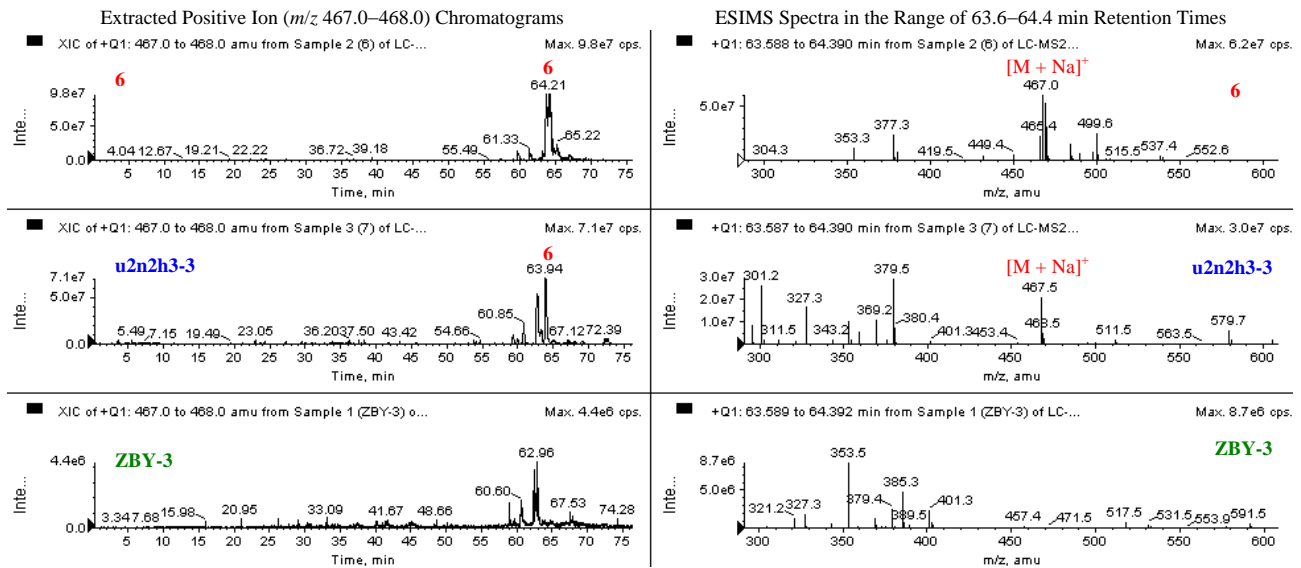 Extracted Positive Ion (m/z 467.0–468.0) Chromatograms
ESIMS Spectra in the Range of 63.6–64.4 min Retention Times
XIC of +Q1: 467.0 to 468.0 amu from Sample 2 (6) of LC-... Max. 9.8e7 cps.
6
6
64.21
9.8e7
5.0e7
0.0
Inte...
4.04 12.67 19.21 22.22 36.72 39.18 55.49 61.33 65.22
5 10 15 20 25 30 35 40 45 50 55 60 65 70 75
Time, min
+Q1: 63.588 to 64.390 min from Sample 2 (6) of LC-MS2... Max. 6.2e7 cps.
[M + Na]+
6
467.0
5.0e7
0.0
Inte...
304.3 353.3 377.3 419.5 449.4 465.4 499.6 515.5 537.4 552.6
300 350 400 450 500 550 600
m/z, amu
XIC of +Q1: 467.0 to 468.0 amu from Sample 3 (7) of LC-... Max. 7.1e7 cps.
u2n2h3-3
6
63.94
7.1e7
5.0e7
0.0
Inte...
5.49 7.15 19.49 23.05 36.20 37.50 43.42 54.66 60.85 67.12 72.39
5 10 15 20 25 30 35 40 45 50 55 60 65 70 75
Time, min
+Q1: 63.587 to 64.390 min from Sample 3 (7) of LC-MS2... Max. 3.0e7 cps.
[M + Na]+
u2n2h3-3
3.0e7
2.0e7
1.0e7
0.0
Inte...
301.2 311.5 327.3 343.2 369.2 379.5 380.4 401.3 453.4 467.5 468.5 511.5 563.5 579.7
300 350 400 450 500 550 600
m/z, amu
XIC of +Q1: 467.0 to 468.0 amu from Sample 1 (ZBY-3) o... Max. 4.4e6 cps.
ZBY-3
62.96
4.4e6
0.0
Inte...
3.34 7.68 15.98 20.95 33.09 41.67 48.66 60.60 67.53 74.28
5 10 15 20 25 30 35 40 45 50 55 60 65 70 75
Time, min
+Q1: 63.589 to 64.392 min from Sample 1 (ZBY-3) of LC-... Max. 8.7e6 cps.
ZBY-3
8.7e6
5.0e6
0.0
Inte...
321.2 327.3 353.5 379.4 385.3 389.5 401.3 457.4 471.5 517.5 531.5 553.9 591.5
300 350 400 450 500 550 600
m/z, amu